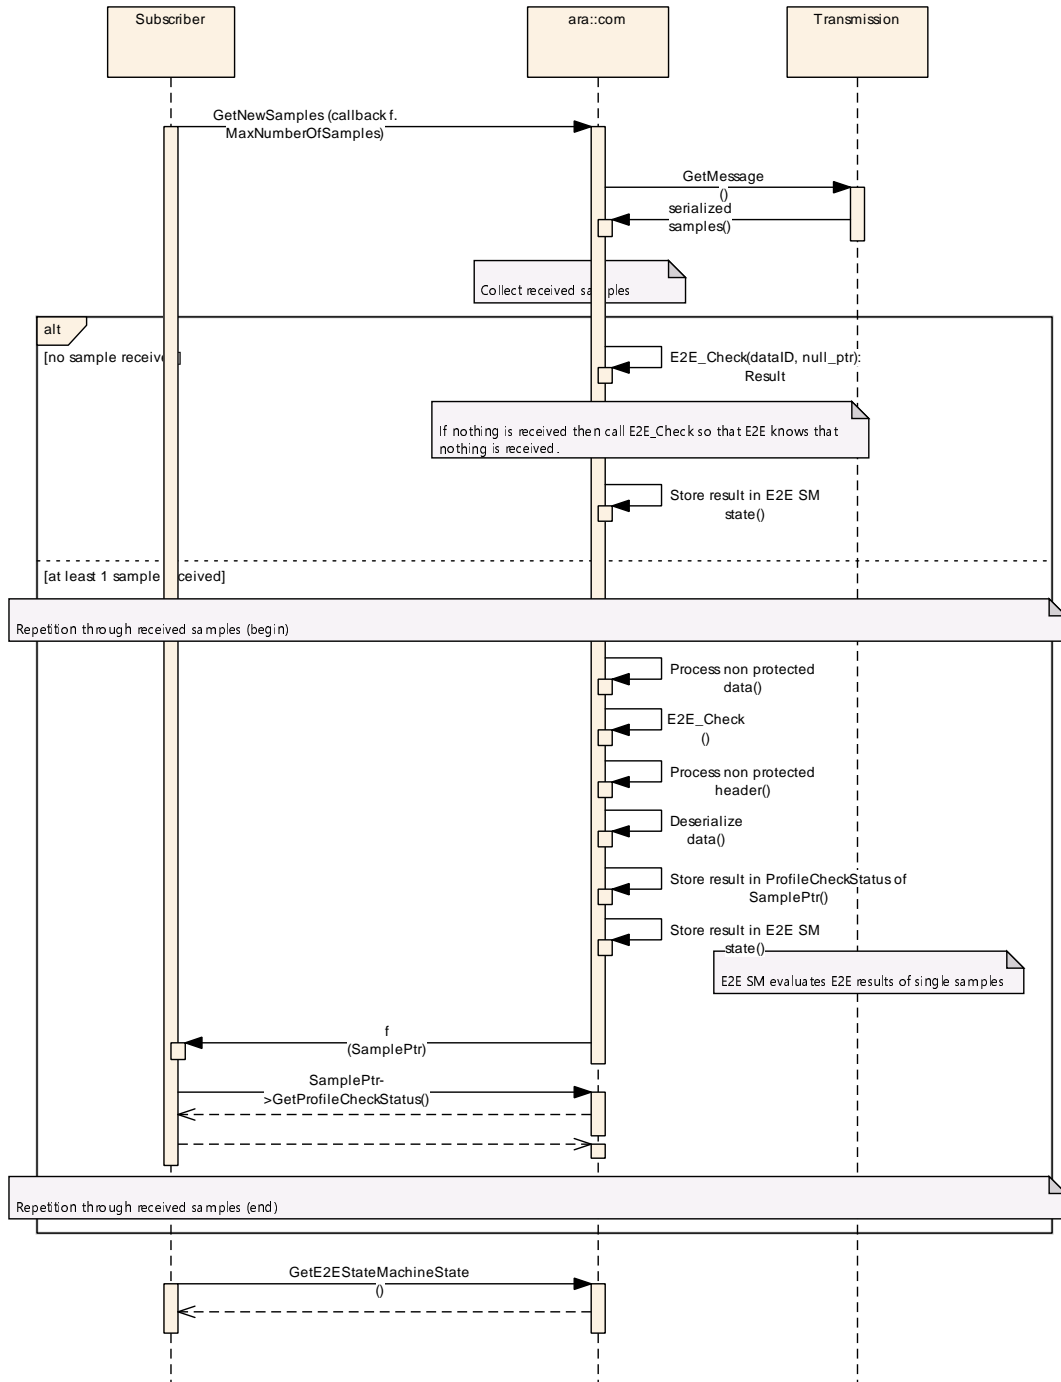 Subscriber
ara::com
Transmission
GetNewSamples (callback f.
MaxNumberOfSamples)
GetMessage
()
serialized
samples()
Collect received samples
alt
[no sample received]
E2E_Check(dataID, null_ptr):
Result
If nothing is received then call E2E_Check so that E2E knows that
nothing is received.
Store result in E2E SM
state()
[at least 1 sample received]
Repetition through received samples (begin)
Process non protected
data()
E2E_Check
()
Process non protected
header()
Deserialize
data()
Store result in ProfileCheckStatus of
SamplePtr()
Store result in E2E SM
state()
E2E SM evaluates E2E results of single samples
f
(SamplePtr)
SamplePtr-
>GetProfileCheckStatus()
Repetition through received samples (end)
GetE2EStateMachineState
()